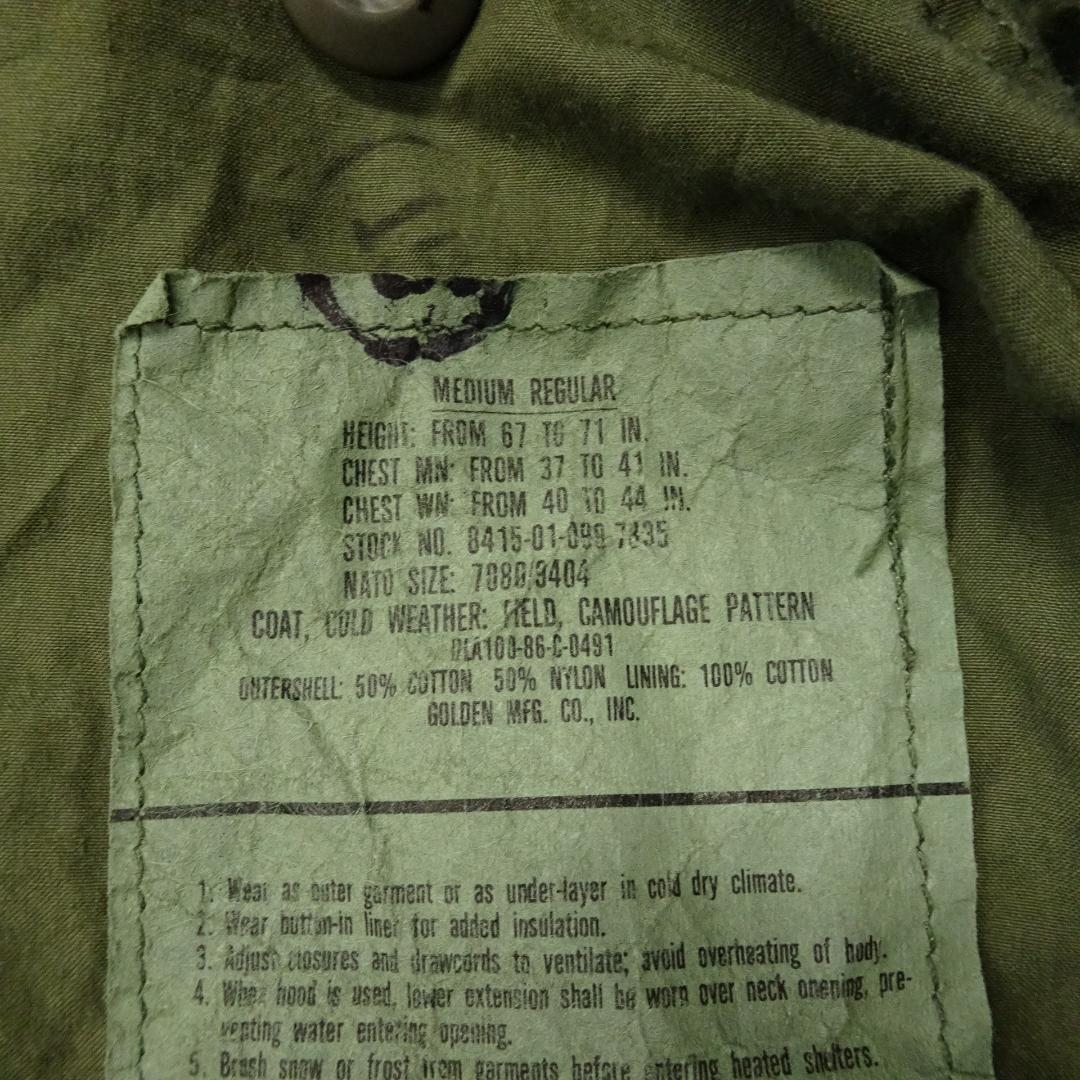 MEDIUM REGULAR
HEIGHT: FROM 67 TO 71 IN.
CHEST MN: FROM 37 TO 41 IN.
CHEST WN: FROM 40 TO 44 IN.
STOCK NO. 8415-01-099-7835
NATO SIZE: 7080/9404
COAT, COLD WEATHER: FIELD, CAMOUFLAGE PATTERN
DLA100-86-C-0491
OUTERSHELL: 50% COTTON 50% NYLON LINING: 100% COTTON
GOLDEN MFG. CO., INC.
1. Wear as outer garment or as under-layer in cold dry climate.
2. Wear button-in liner for added insulation.
3. Adjust closures and drawcords to ventilate; avoid overheating of body.
4. When hood is used, lower extension shall be worn over neck opening, pre-
venting water entering opening.
5. Brush snow or frost from garments before entering heated shelters.